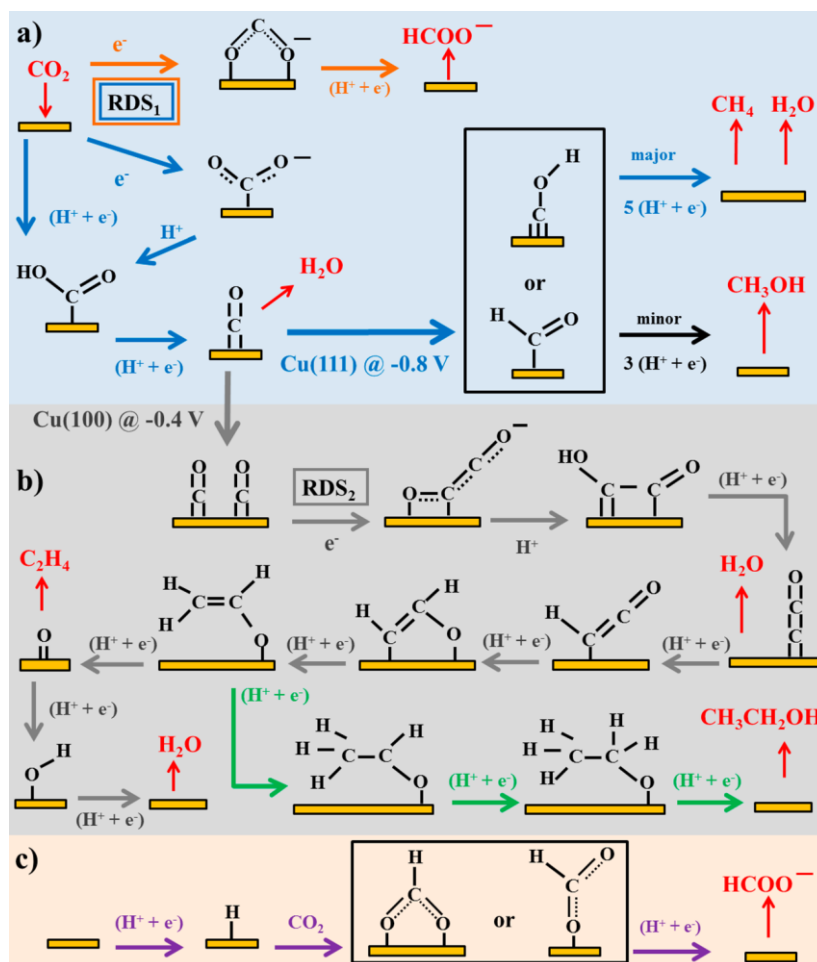 a)
CO₂
e⁻
RDS₁
C
O O
−
(H⁺ + e⁻)
HCOO⁻
(H⁺ + e⁻)
e⁻
O O −
C
H⁺
HO O
C
(H⁺ + e⁻)
O
C
H₂O
Cu(111) @ -0.8 V
H
O
C
or
H O
C
major
5 (H⁺ + e⁻)
CH₄ H₂O
minor
3 (H⁺ + e⁻)
CH₃OH
Cu(100) @ -0.4 V
b)
O O
C C
RDS₂
e⁻
O −
C
O C
H⁺
HO O
C C
(H⁺ + e⁻)
O
C
C
H₂O
(H⁺ + e⁻)
O
H C
C
(H⁺ + e⁻)
H H
C C
O
(H⁺ + e⁻)
H H
C C
H
O
(H⁺ + e⁻)
C₂H₄
O
(H⁺ + e⁻)
H
O
(H⁺ + e⁻)
H₂O
(H⁺ + e⁻)
H H
H C C
H
O
(H⁺ + e⁻)
H H
H C C H
H
O
(H⁺ + e⁻)
CH₃CH₂OH
c)
(H⁺ + e⁻)
H
CO₂
H
C
O O
or
H O
C
O
(H⁺ + e⁻)
HCOO⁻